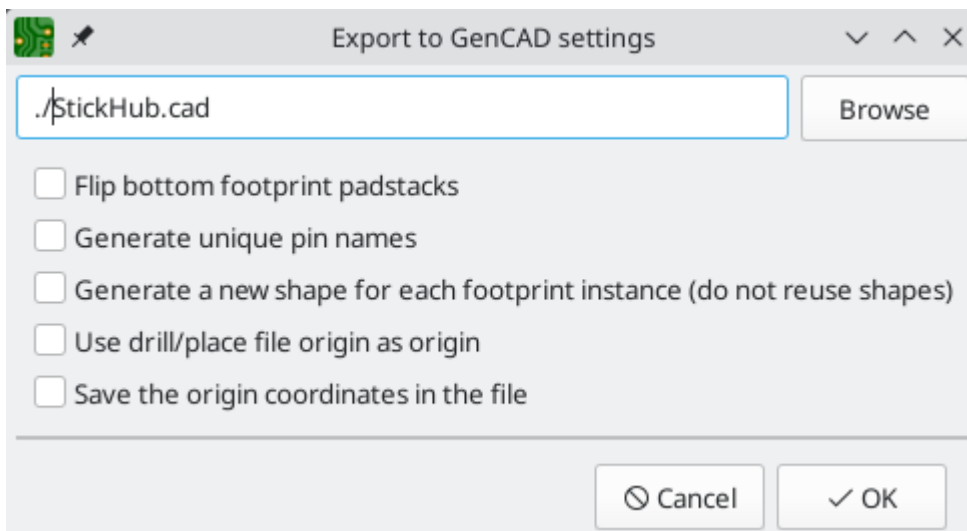 Export to GenCAD settings
./StickHub.cad
Browse
Flip bottom footprint padstacks
Generate unique pin names
Generate a new shape for each footprint instance (do not reuse shapes)
Use drill/place file origin as origin
Save the origin coordinates in the file
Cancel
OK